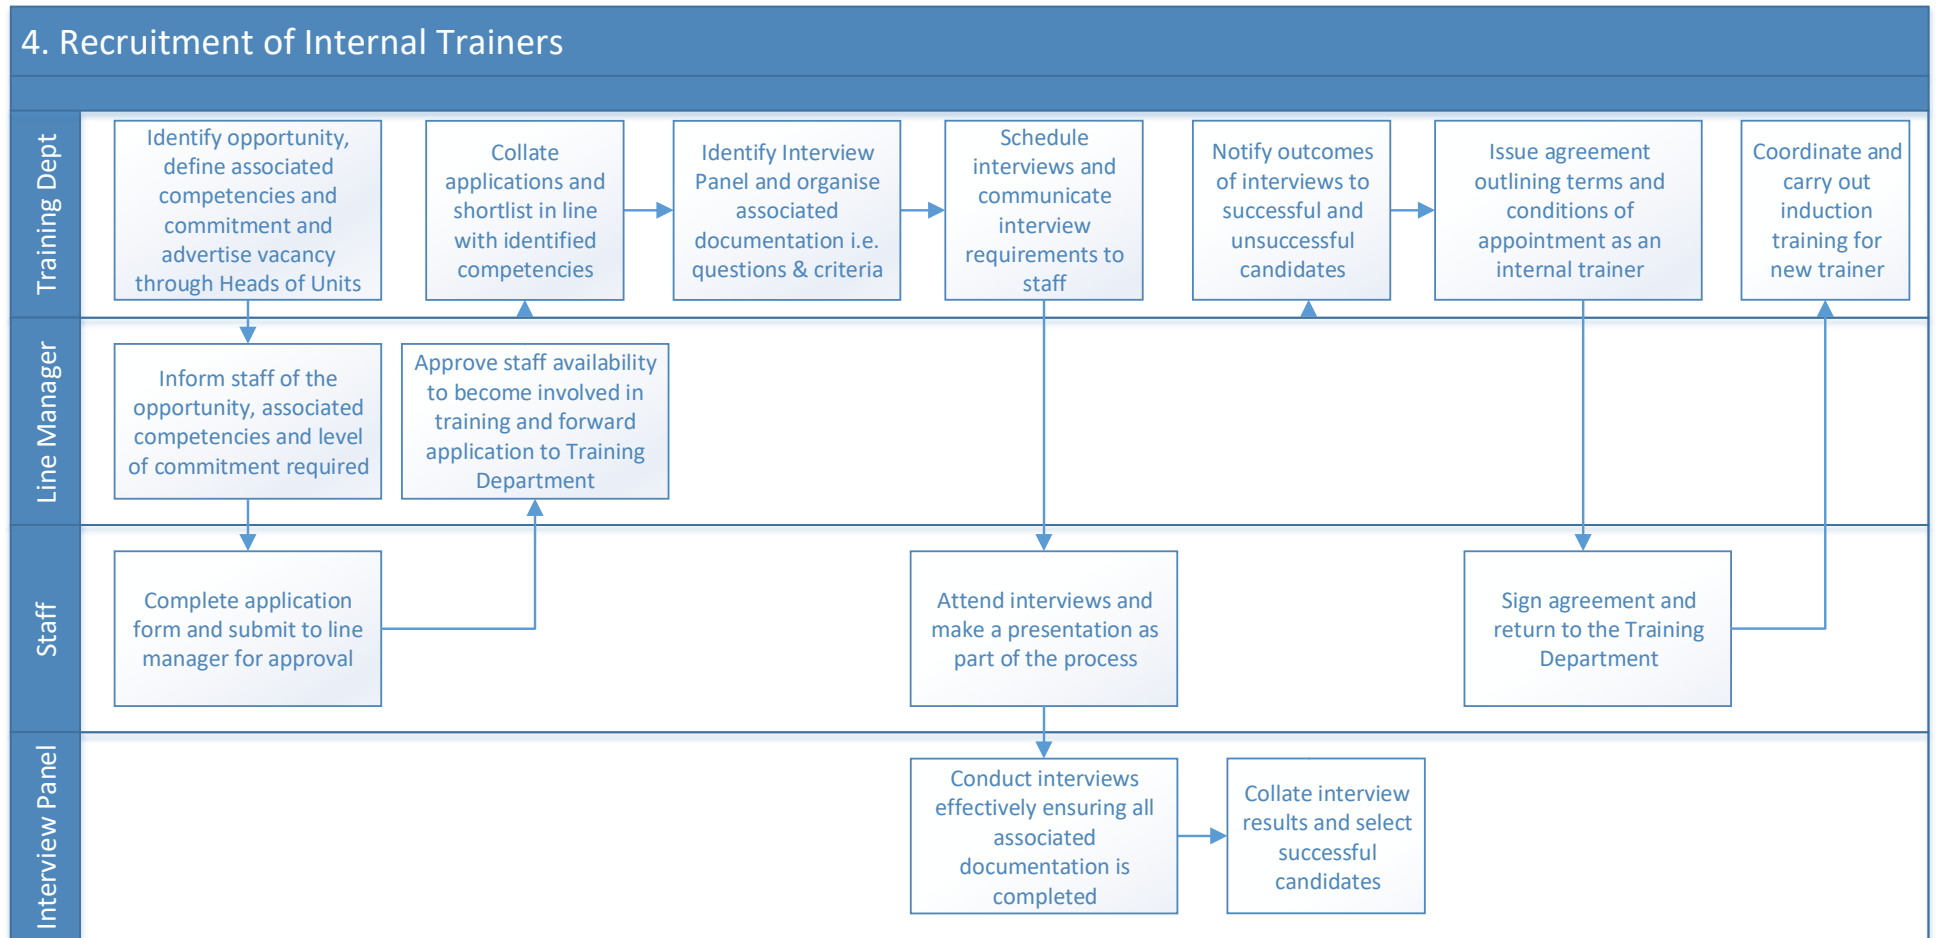 4. Recruitment of Internal Trainers
Training Dept
Identify opportunity,
define associated
competencies and
commitment and
advertise vacancy
through Heads of Units
Collate
applications and
shortlist in line
with identified
competencies
Identify Interview
Panel and organise
associated
documentation i.e.
questions & criteria
Schedule
interviews and
communicate
interview
requirements to
staff
Notify outcomes
of interviews to
successful and
unsuccessful
candidates
Issue agreement
outlining terms and
conditions of
appointment as an
internal trainer
Coordinate and
carry out
induction
training for
new trainer
Line Manager
Inform staff of the
opportunity, associated
competencies and level
of commitment required
Approve staff availability
to become involved in
training and forward
application to Training
Department
Staff
Complete application
form and submit to line
manager for approval
Attend interviews and
make a presentation as
part of the process
Sign agreement and
return to the Training
Department
Interview Panel
Conduct interviews
effectively ensuring all
associated
documentation is
completed
Collate interview
results and select
successful
candidates